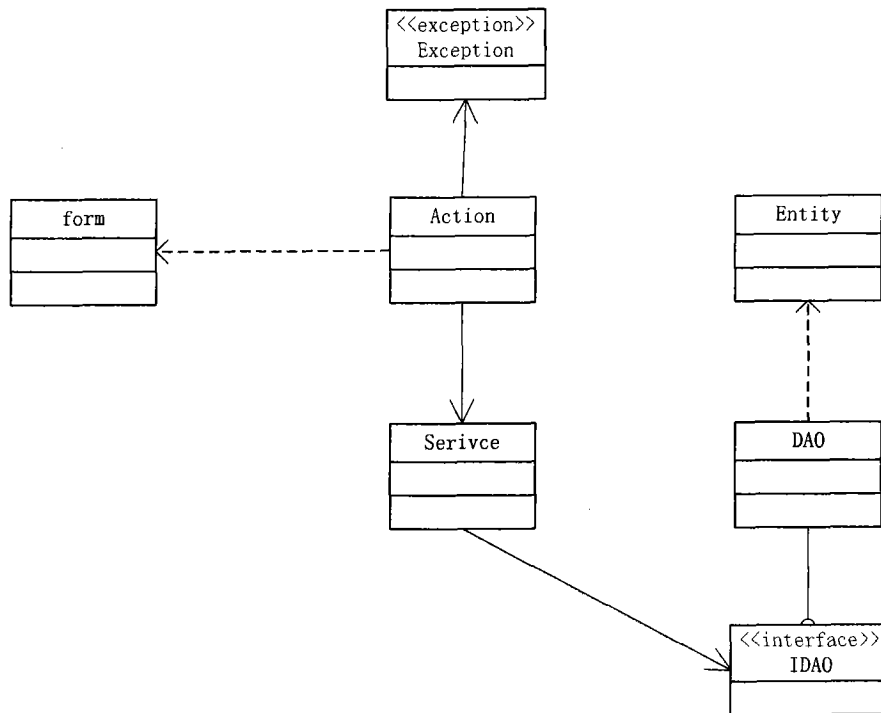 <<exception>>
Exception
form
Action
Entity
Serivce
DAO
<<interface>>
IDAO